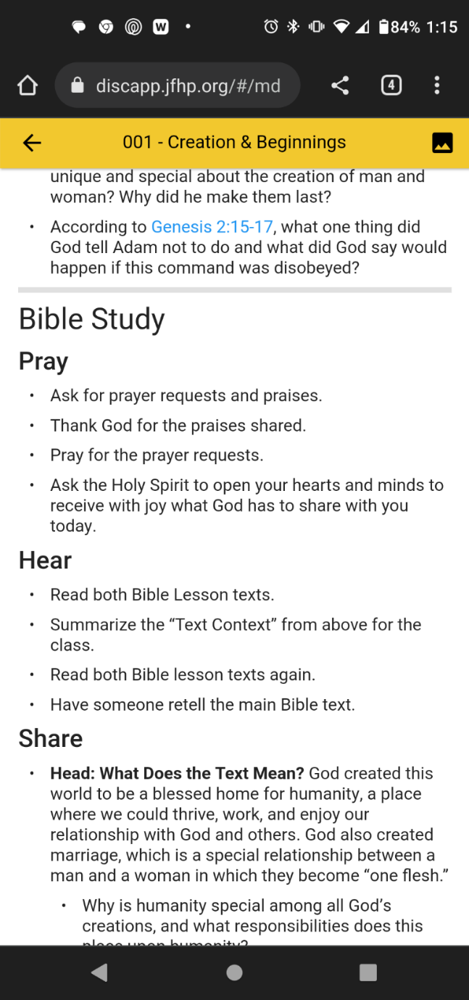 W
84% 1:15
discapp.jfhp.org/#/md
4
001 - Creation & Beginnings
unique and special about the creation of man and
woman? Why did he make them last?
• According to Genesis 2:15-17, what one thing did
God tell Adam not to do and what did God say would
happen if this command was disobeyed?
Bible Study
Pray
• Ask for prayer requests and praises.
• Thank God for the praises shared.
• Pray for the prayer requests.
• Ask the Holy Spirit to open your hearts and minds to
receive with joy what God has to share with you
today.
Hear
• Read both Bible Lesson texts.
• Summarize the “Text Context” from above for the
class.
• Read both Bible lesson texts again.
• Have someone retell the main Bible text.
Share
• Head: What Does the Text Mean? God created this
world to be a blessed home for humanity, a place
where we could thrive, work, and enjoy our
relationship with God and others. God also created
marriage, which is a special relationship between a
man and a woman in which they become “one flesh.”
• Why is humanity special among all God’s
creations, and what responsibilities does this
place upon humanity?